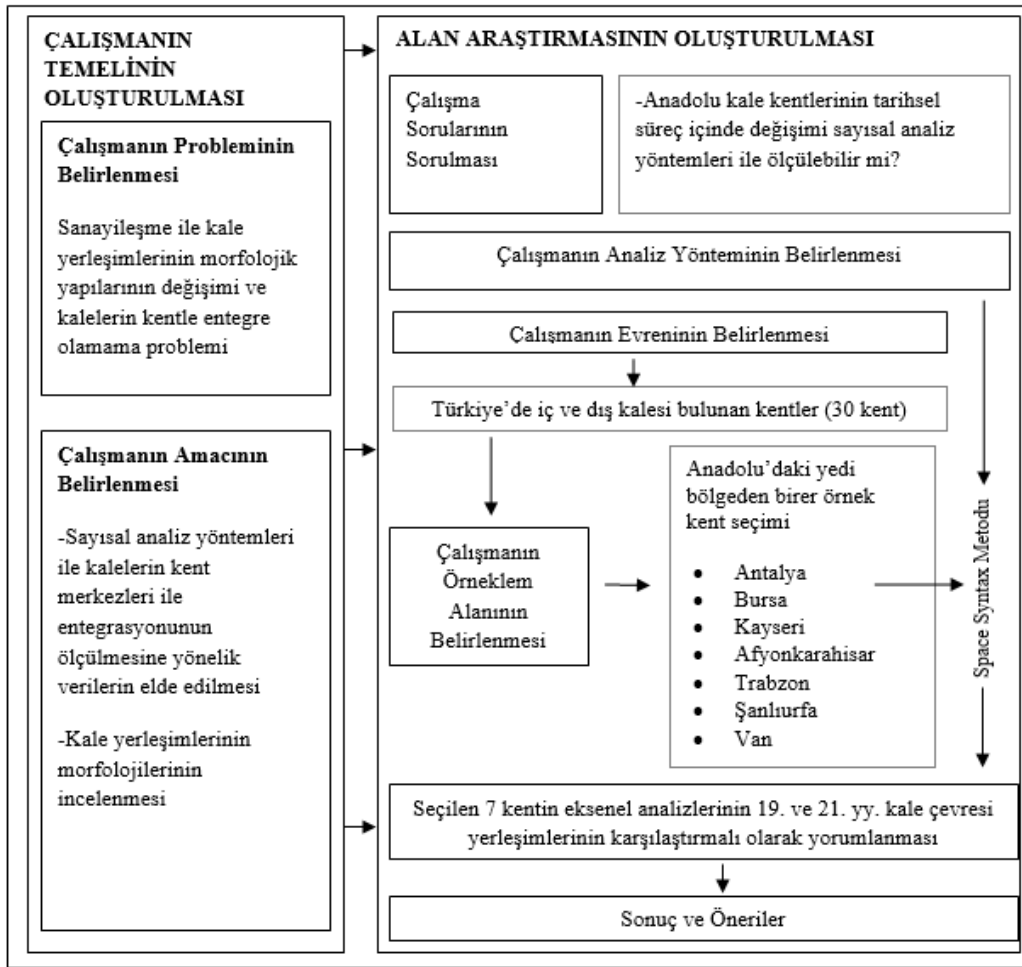 ÇALIŞMANIN
TEMELİNİN
OLUŞTURULMASI
Çalışmanın Probleminin
Belirlenmesi
Sanayileşme ile kale
yerleşimlerinin morfolojik
yapılarının değişimi ve
kalelerin kentle entegre
olamama problemi
Çalışmanın Amacının
Belirlenmesi
-Sayısal analiz yöntemleri
ile kalelerin kent
merkezleri ile
entegrasyonunun
ölçülmesine yönelik
verilerin elde edilmesi
-Kale yerleşimlerinin
morfolojilerinin
incelenmesi
ALAN ARAŞTIRMASININ OLUŞTURULMASI
Çalışma
Sorularının
Sorulması
-Anadolu kale kentlerinin tarihsel
süreç içinde değişimi sayısal analiz
yöntemleri ile ölçülebilir mi?
Çalışmanın Analiz Yönteminin Belirlenmesi
Çalışmanın Evreninin Belirlenmesi
Türkiye’de iç ve dış kalesi bulunan kentler (30 kent)
Çalışmanın
Örneklem
Alanının
Belirlenmesi
Anadolu’daki yedi
bölgeden birer örnek
kent seçimi
• Antalya
• Bursa
• Kayseri
• Afyonkarahisar
• Trabzon
• Şanlıurfa
• Van
Space Syntax Metodu
Seçilen 7 kentin eksenel analizlerinin 19. ve 21. yy. kale çevresi
yerleşimlerinin karşılaştırmalı olarak yorumlanması
Sonuç ve Öneriler